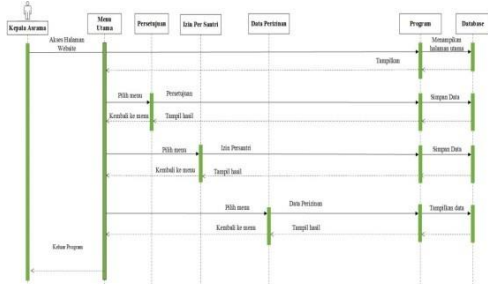 Kepala Asrama
Menu
Utama
Persetujuan
Izin Per Santri
Data Perizinan
Program
Database
Akses Halaman
Website
Menampilkan
halaman utama
Tampilkan
Pilih menu
Persetujuan
Simpan Data
Kembali ke menu
Tampil hasil
Pilih menu
Izin Persantri
Simpan Data
Kembali ke menu
Tampil hasil
Pilih menu
Data Perizinan
Tampilkan data
Kembali ke menu
Tampil hasil
Keluar Program